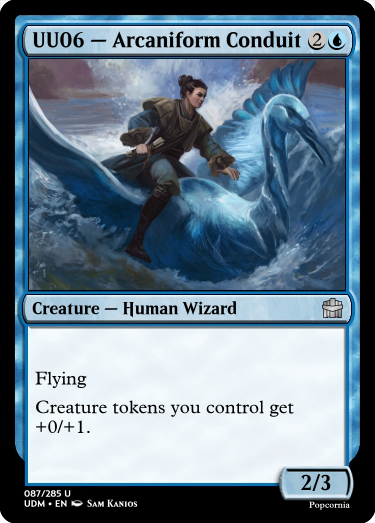 UU06 — Arcaniform Conduit 2
Creature — Human Wizard
Flying
Creature tokens you control get
+0/+1.
2/3
087/285 U
UDM • EN Sam Kanios
Popcornia